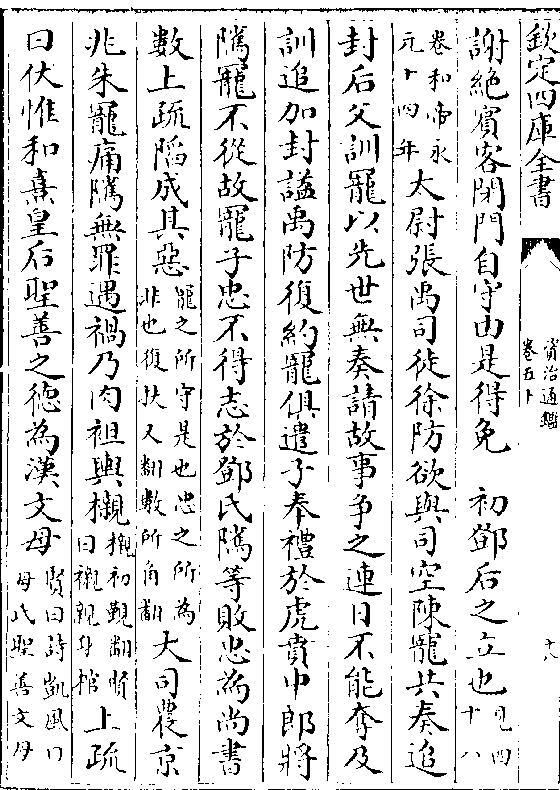 欽定四庫全書
資治通鑑
卷五十
十八
謝絶賓客閉門自守由是得免　初鄧后之立也見四十八
卷和帝永元十四年太尉張禹司徒徐防欲與司空陳寵共奏追
封后父訓寵以先世無奏請故事争之連日不能奪及
訓追加封謚禹防復約寵俱遣子奉禮於虎賁中郎將
隲寵不從故寵子忠不得志於鄧氏隲等敗忠為尚書
數上疏䧟成其惡寵之所守是也忠之所為非也復扶又翻數所角翻大司農京
兆朱寵痛隲無罪遇禍乃肉袒輿櫬櫬初覲翻賢曰櫬親身棺上疏
曰伏惟和熹皇后聖善之德為漢文母賢曰詩凱風曰母氏聖善文母